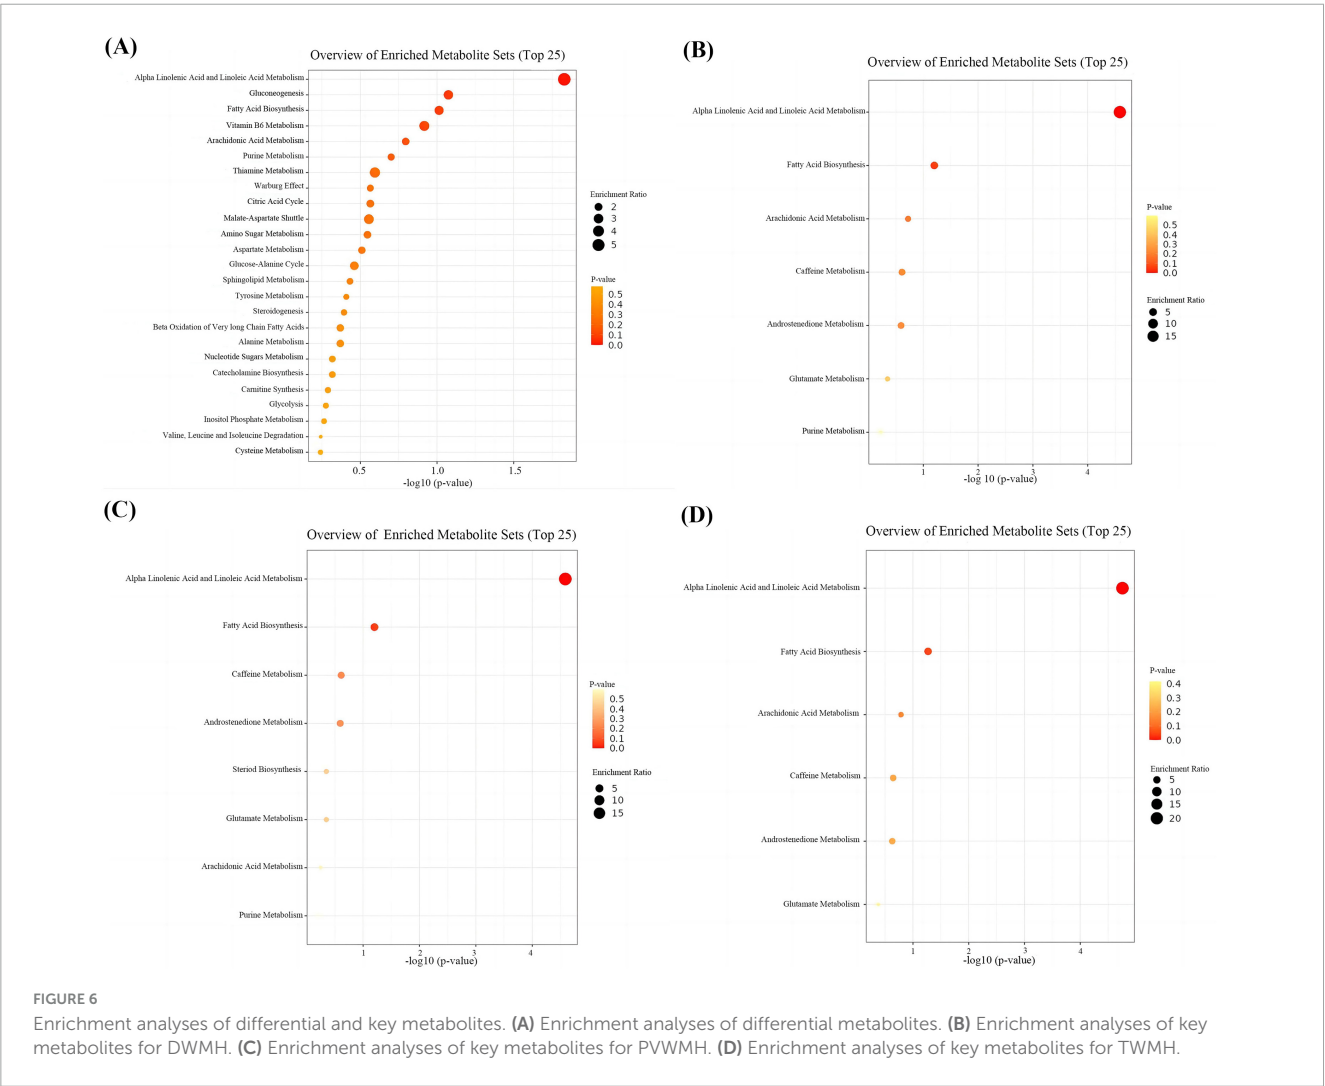 (A)
Overview of Enriched Metabolite Sets (Top 25)
Alpha Linolenic Acid and Linoleic Acid Metabolism
Gluconeogenesis
Fatty Acid Biosynthesis
Vitamin B6 Metabolism
Arachidonic Acid Metabolism
Purine Metabolism
Thiamine Metabolism
Warburg Effect
Citric Acid Cycle
Malate-Aspartate Shuttle
Amino Sugar Metabolism
Aspartate Metabolism
Glucose-Alanine Cycle
Sphingolipid Metabolism
Tyrosine Metabolism
Steroidogenesis
Beta Oxidation of Very long Chain Fatty Acids
Alanine Metabolism
Nucleotide Sugars Metabolism
Catecholamine Biosynthesis
Carnitine Synthesis
Glycolysis
Inositol Phosphate Metabolism
Valine, Leucine and Isoleucine Degradation
Cysteine Metabolism
0.5 1.0 1.5
-log10 (p-value)
Enrichment Ratio
2
3
4
5
P-value
0.5
0.4
0.3
0.2
0.1
0.0
(B)
Overview of Enriched Metabolite Sets (Top 25)
Alpha Linolenic Acid and Linoleic Acid Metabolism
Fatty Acid Biosynthesis
Arachidonic Acid Metabolism
Caffeine Metabolism
Androstenedione Metabolism
Glutamate Metabolism
Purine Metabolism
1 2 3 4
-log 10 (p-value)
P-value
0.5
0.4
0.3
0.2
0.1
0.0
Enrichment Ratio
5
10
15
(C)
Overview of Enriched Metabolite Sets (Top 25)
Alpha Linolenic Acid and Linoleic Acid Metabolism
Fatty Acid Biosynthesis
Caffeine Metabolism
Androstenedione Metabolism
Steriod Biosynthesis
Glutamate Metabolism
Arachidonic Acid Metabolism
Purine Metabolism
1 2 3 4
-log10 (p-value)
P-value
0.5
0.4
0.3
0.2
0.1
0.0
Enrichment Ratio
5
10
15
(D)
Overview of Enriched Metabolite Sets (Top 25)
Alpha Linolenic Acid and Linoleic Acid Metabolism
Fatty Acid Biosynthesis
Arachidonic Acid Metabolism
Caffeine Metabolism
Androstenedione Metabolism
Glutamate Metabolism
1 2 3 4
-log10 (p-value)
P-value
0.4
0.3
0.2
0.1
0.0
Enrichment Ratio
5
10
15
20
FIGURE 6
Enrichment analyses of differential and key metabolites. (A) Enrichment analyses of differential metabolites. (B) Enrichment analyses of key
metabolites for DWMH. (C) Enrichment analyses of key metabolites for PVWMH. (D) Enrichment analyses of key metabolites for TWMH.